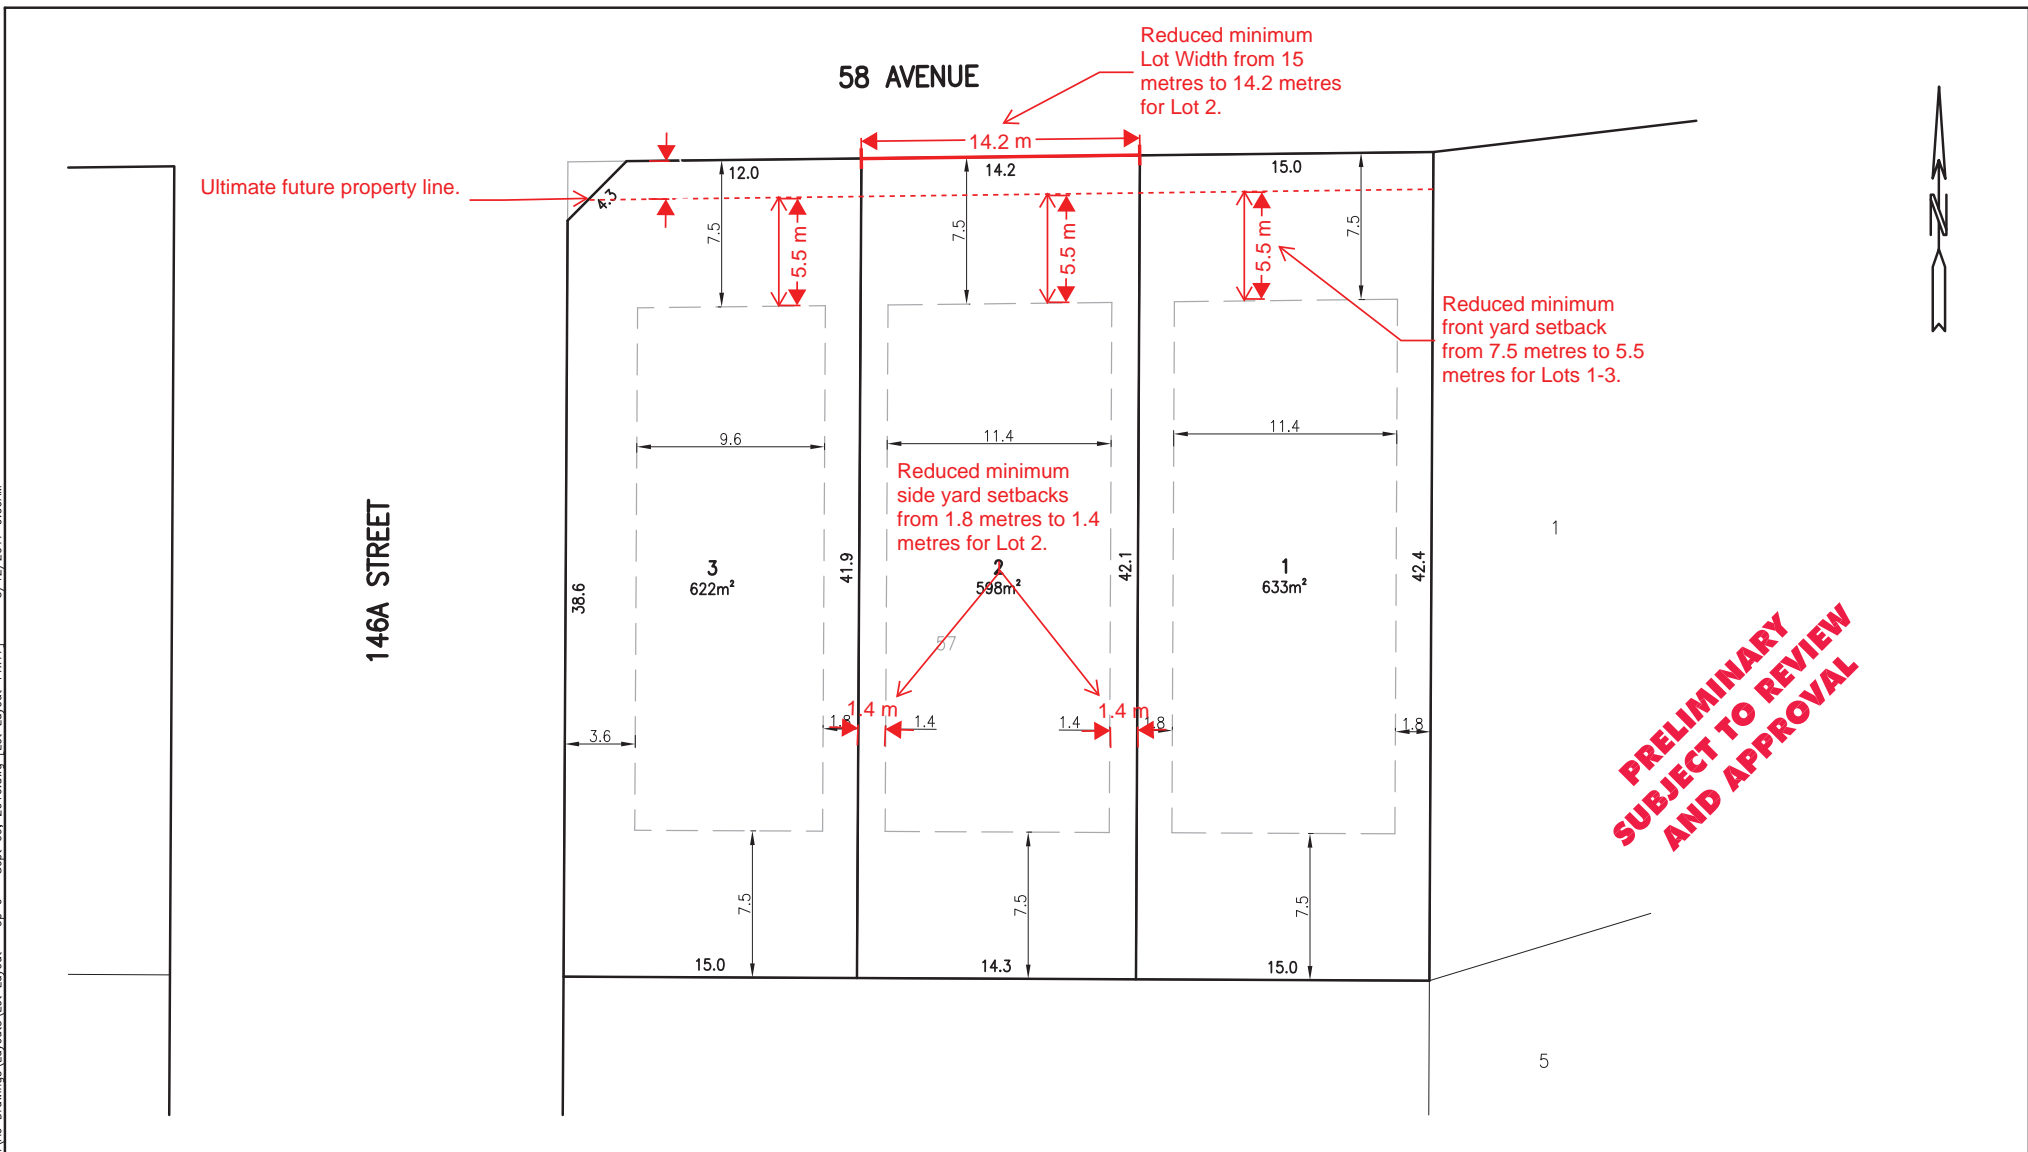 58 AVENUE
Reduced minimum
Lot Width from 15
metres to 14.2 metres
for Lot 2.
14.2 m
Ultimate future property line.
4.3
12.0
14.2
15.0
7.5
5.5 m
7.5
5.5 m
5.5 m
7.5
N
Reduced minimum
front yard setback
from 7.5 metres to 5.5
metres for Lots 1-3.
9.6
11.4
11.4
Reduced minimum
side yard setbacks
from 1.8 metres to 1.4
metres for Lot 2.
146A STREET
38.6
3
622m²
41.9
2
598m²
42.1
1
633m²
42.4
1
57
3.6
1.8
1.4 m
1.4
1.4
1.4 m
1.8
1.8
PRELIMINARY
SUBJECT TO REVIEW
AND APPROVAL
7.5
7.5
7.5
15.0
14.3
15.0
5